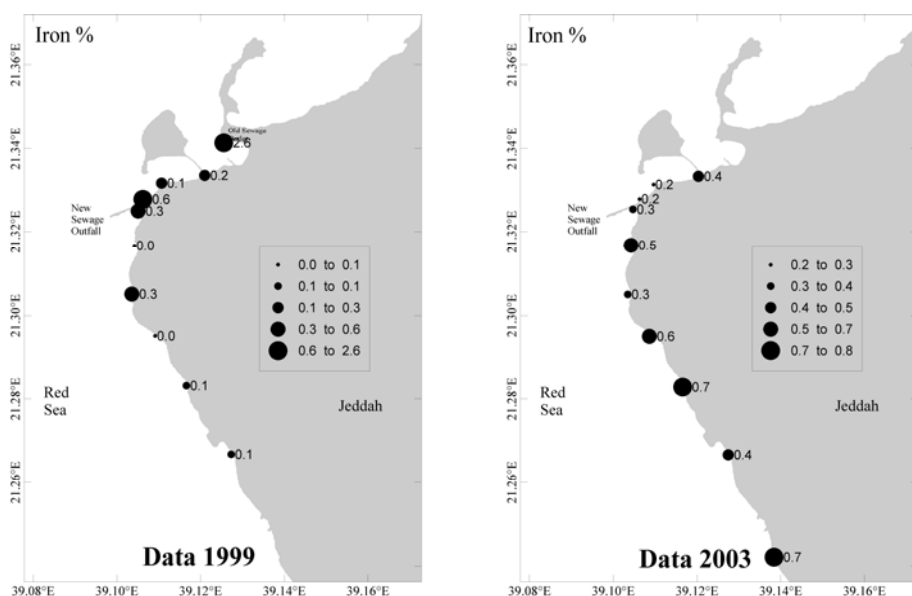 Iron %
21.36°E
21.34°E
21.32°E
21.30°E
21.28°E
21.26°E
Old Sewage
2.6
0.2
0.1
0.6
0.3
New
Sewage
Outfall
0.0
0.3
0.0
0.1
0.1
0.0 to 0.1
0.1 to 0.1
0.1 to 0.3
0.3 to 0.6
0.6 to 2.6
Red
Sea
Jeddah
Data 1999
39.08°E
39.10°E
39.12°E
39.14°E
39.16°E
Iron %
21.36°E
21.34°E
21.32°E
21.30°E
21.28°E
21.26°E
0.4
0.2
0.2
0.3
New
Sewage
Outfall
0.5
0.3
0.6
0.7
0.4
0.7
0.2 to 0.3
0.3 to 0.4
0.4 to 0.5
0.5 to 0.7
0.7 to 0.8
Red
Sea
Jeddah
Data 2003
39.08°E
39.10°E
39.12°E
39.14°E
39.16°E